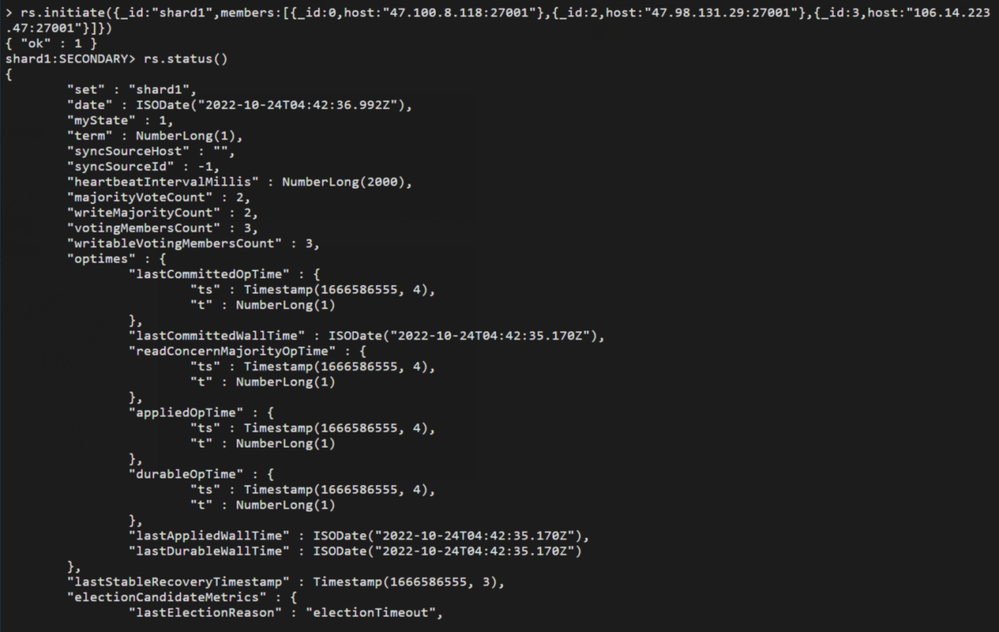 > rs.initiate({_id:"shard1",members:[{_id:0,host:"47.100.8.118:27001"},{_id:2,host:"47.98.131.29:27001"},{_id:3,host:"106.14.223
.47:27001"}]})
{ "ok" : 1 }
shard1:SECONDARY> rs.status()
{
        "set" : "shard1",
        "date" : ISODate("2022-10-24T04:42:36.992Z"),
        "myState" : 1,
        "term" : NumberLong(1),
        "syncSourceHost" : "",
        "syncSourceId" : -1,
        "heartbeatIntervalMillis" : NumberLong(2000),
        "majorityVoteCount" : 2,
        "writeMajorityCount" : 2,
        "votingMembersCount" : 3,
        "writableVotingMembersCount" : 3,
        "optimes" : {
                "lastCommittedOpTime" : {
                        "ts" : Timestamp(1666586555, 4),
                        "t" : NumberLong(1)
                },
                "lastCommittedWallTime" : ISODate("2022-10-24T04:42:35.170Z"),
                "readConcernMajorityOpTime" : {
                        "ts" : Timestamp(1666586555, 4),
                        "t" : NumberLong(1)
                },
                "appliedOpTime" : {
                        "ts" : Timestamp(1666586555, 4),
                        "t" : NumberLong(1)
                },
                "durableOpTime" : {
                        "ts" : Timestamp(1666586555, 4),
                        "t" : NumberLong(1)
                },
                "lastAppliedWallTime" : ISODate("2022-10-24T04:42:35.170Z"),
                "lastDurableWallTime" : ISODate("2022-10-24T04:42:35.170Z")
        },
        "lastStableRecoveryTimestamp" : Timestamp(1666586555, 3),
        "electionCandidateMetrics" : {
                "lastElectionReason" : "electionTimeout",